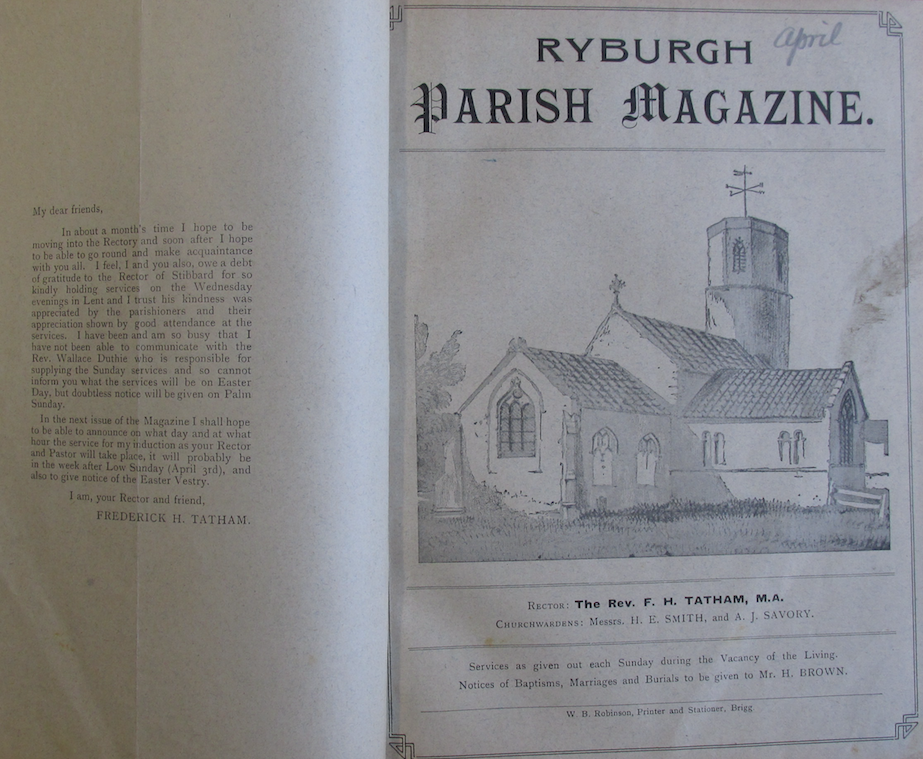 My dear friends,
In about a month's time I hope to be
moving into the Rectory and soon after I hope
to be able to go round and make acquaintance
with you all. I feel, I and you also, owe a debt
of gratitude to the Rector of Stibbard for so
kindly holding services on the Wednesday
evenings in Lent and I trust his kindness was
appreciated by the parishioners and their
appreciation shown by good attendance at the
services. I have been and am so busy that I
have not been able to communicate with the
Rev. Wallace Duthie who is responsible for
supplying the Sunday services and so cannot
inform you what the services will be on Easter
Day, but doubtless notice will be given on Palm
Sunday.
In the next issue of the Magazine I shall hope
to be able to announce on what day and at what
hour the service for my induction as your Rector
and Pastor will take place, it will probably be
in the week after Low Sunday (April 3rd), and
also to give notice of the Easter Vestry.
I am, your Rector and friend,
FREDERICK H. TATHAM.
RYBURGH April
PARISH MAGAZINE.
RECTOR: The Rev. F. H. TATHAM, M.A.
CHURCHWARDENS: Messrs. H. E. SMITH, and A. J. SAVORY.
Services as given out each Sunday during the Vacancy of the Living.
Notices of Baptisms, Marriages and Burials to be given to Mr. H. BROWN.
W. B. Robinson, Printer and Stationer, Brigg